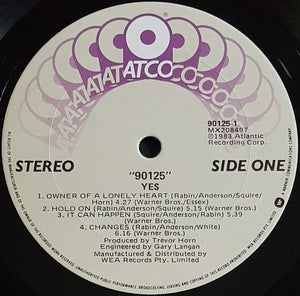 ATATATATATCOCOCOCOCO
90125-1
MX208497
℗1983 Atlantic
Recording Corp.
STEREO
SIDE ONE
"90125"
YES
1. OWNER OF A LONELY HEART (Rabin/Anderson/Squire/
Horn) 4.27 (Warner Bros./Essex)
2. HOLD ON (Rabin/Anderson/Squire) 5.15 (Warner Bros.)
3. IT CAN HAPPEN (Squire/Anderson/Rabin) 5.39
(Warner Bros.)
4. CHANGES (Rabin/Anderson/White)
6.16 (Warner Bros.)
Produced by Trevor Horn
Engineered by Gary Langan
Manufactured & Distributed by
WEA Records Pty. Limited